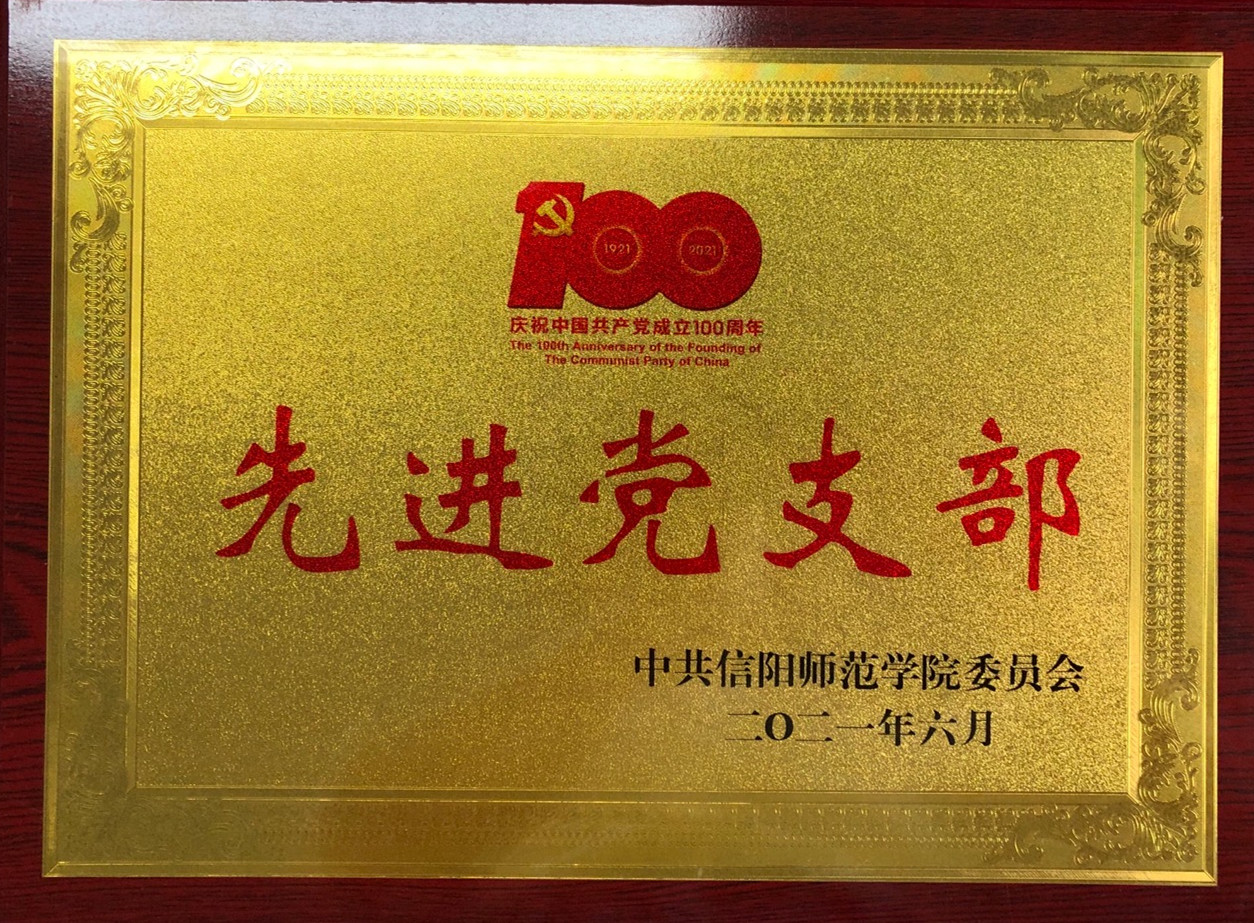 100
1921 2021
庆祝中国共产党成立100周年
The 100th Anniversary of the Founding of
The Communist Party of China
先进党支部
中共信阳师范学院委员会
二〇二一年六月